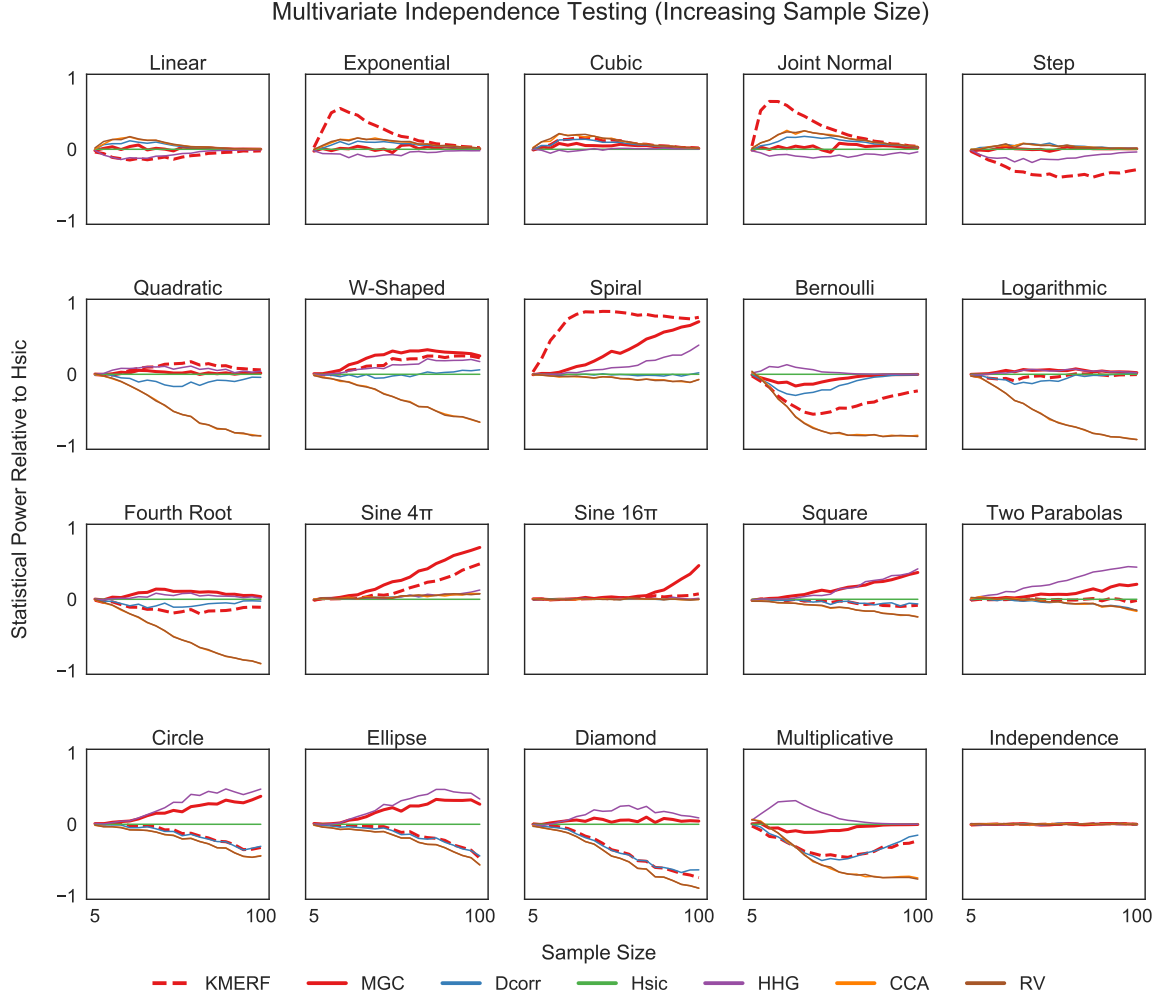 Multivariate Independence Testing (Increasing Sample Size)
Linear Exponential Cubic Joint Normal Step
1
0
−1
Quadratic W-Shaped Spiral Bernoulli Logarithmic
1
0
−1
Statistical Power Relative to Hsic
Fourth Root Sine 4π Sine 16π Square Two Parabolas
1
0
−1
Circle Ellipse Diamond Multiplicative Independence
1
0
−1
5 100 5 100 5 100 5 100 5 100
Sample Size
KMERF MGC Dcorr Hsic HHG CCA RV